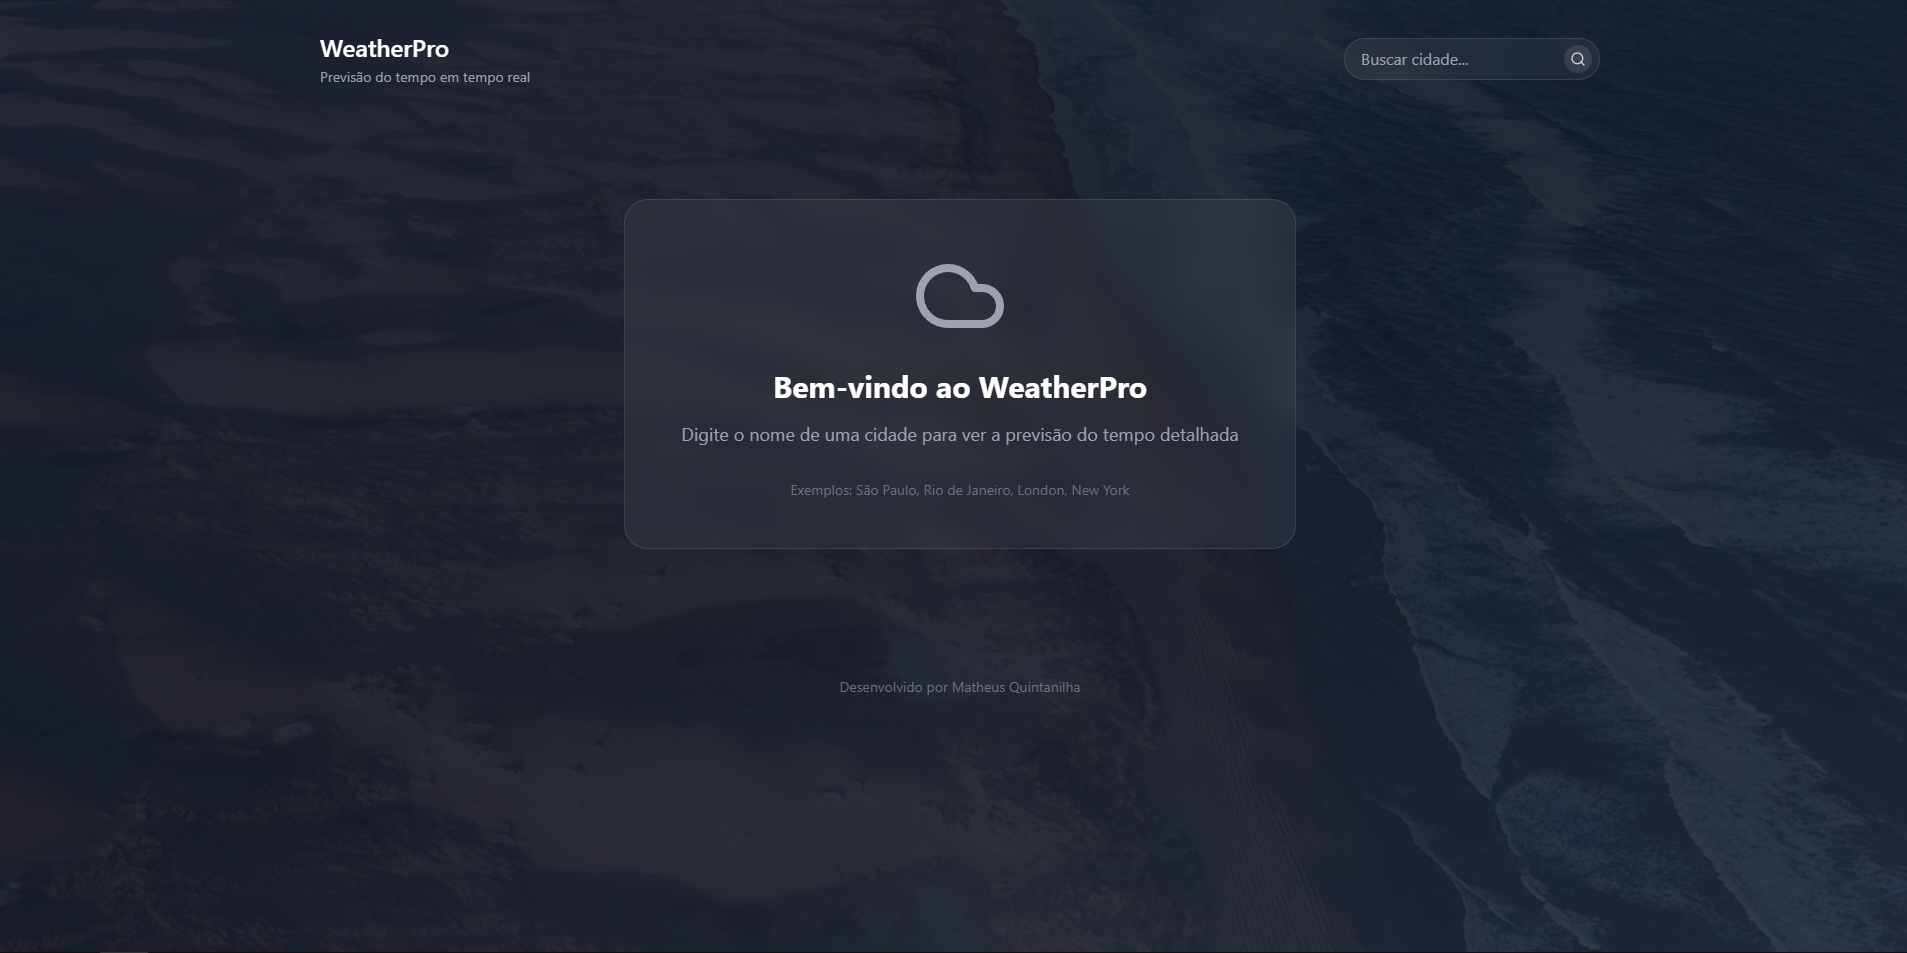 WeatherPro
Previsão do tempo em tempo real
Buscar cidade...
Bem-vindo ao WeatherPro
Digite o nome de uma cidade para ver a previsão do tempo detalhada
Exemplos: São Paulo, Rio de Janeiro, London, New York
Desenvolvido por Matheus Quintanilha